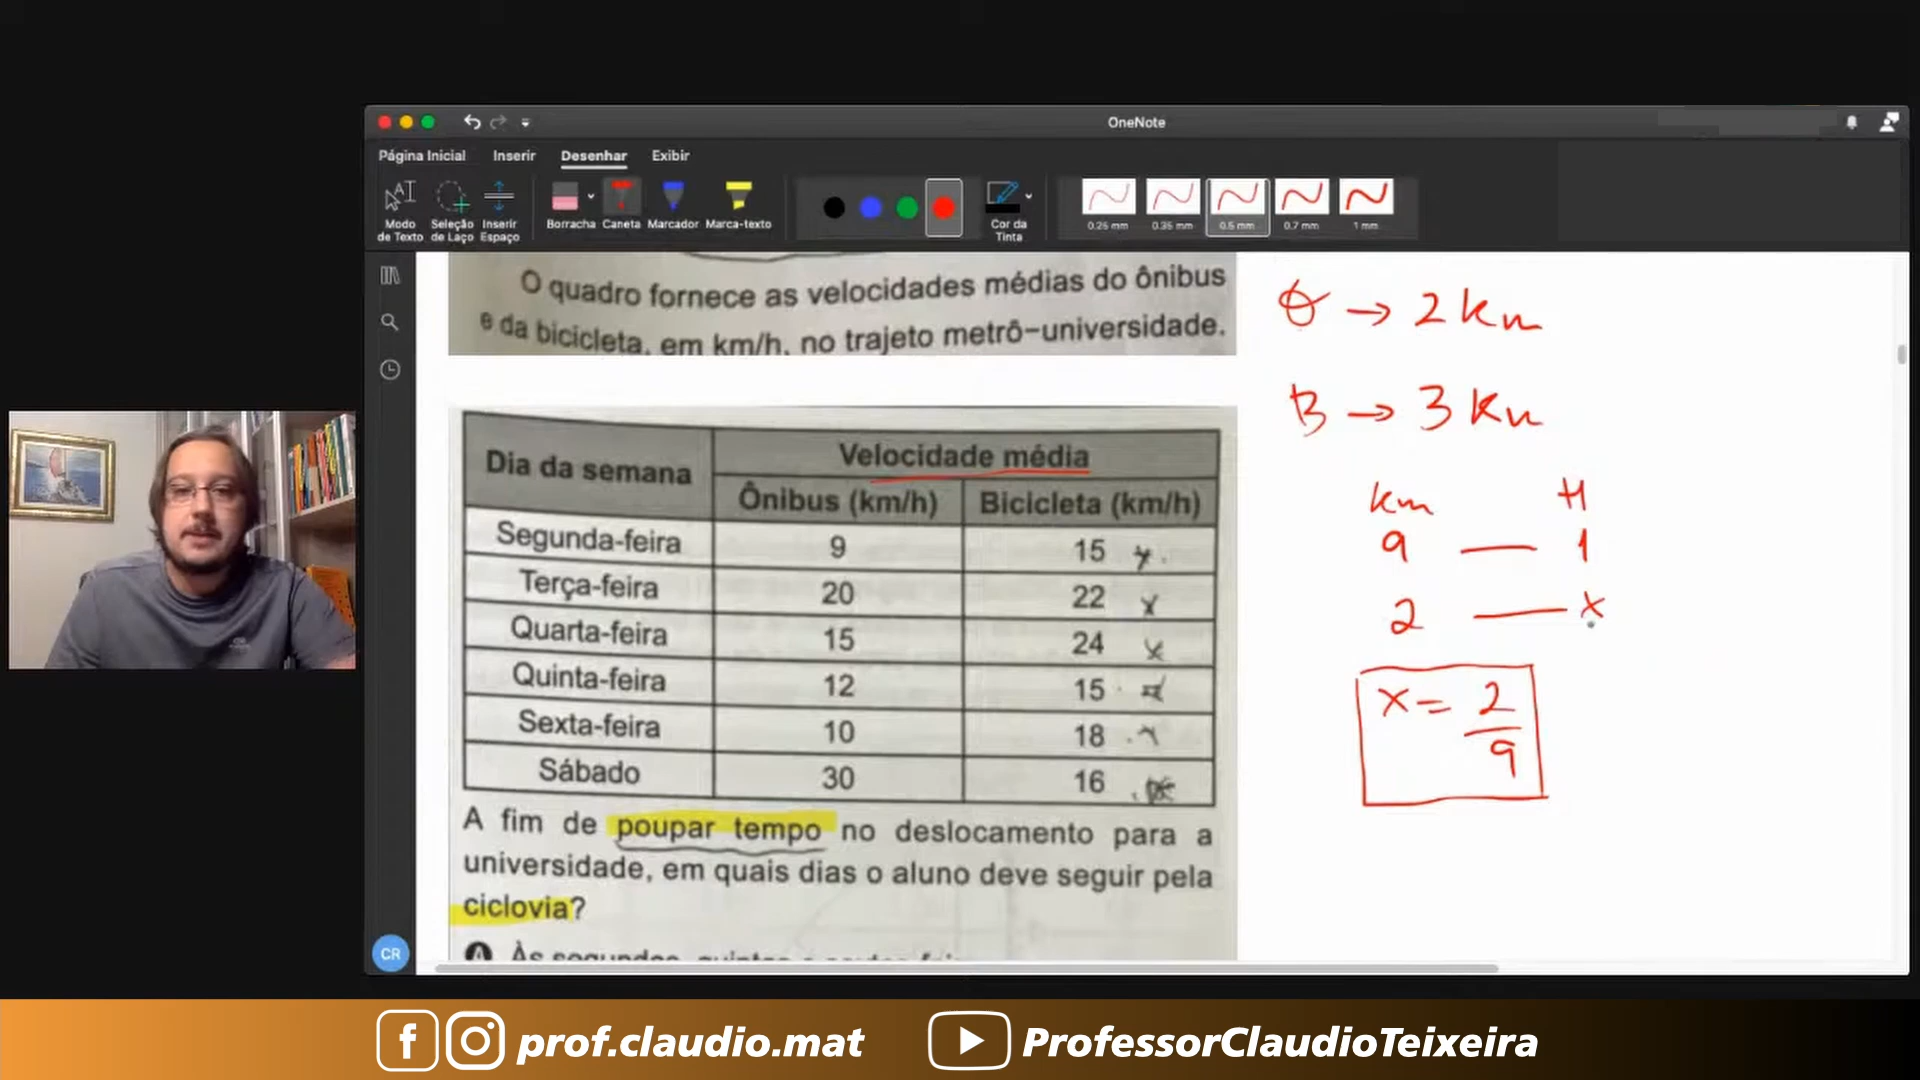 OneNote
Página Inicial Inserir Desenhar Exibir
Modo de Texto
Seleção de Laço
Inserir Espaço
Borracha Caneta Marcador Marca-texto
Cor da Tinta
0.25 mm 0.35 mm 0.5 mm 0.7 mm 1 mm
O quadro fornece as velocidades médias do ônibus
e da bicicleta, em km/h, no trajeto metrô-universidade.
Dia da semana Velocidade média
Ônibus (km/h) Bicicleta (km/h)
Segunda-feira 9 15
Terça-feira 20 22
Quarta-feira 15 24
Quinta-feira 12 15
Sexta-feira 10 18
Sábado 30 16
A fim de poupar tempo no deslocamento para a
universidade, em quais dias o aluno deve seguir pela
ciclovia?
A Às segundas, quintas e sextas-fei
O → 2 km
B → 3 km
km H
9 — 1
2 — x
x = 2/9
CR
prof.claudio.mat ProfessorClaudioTeixeira